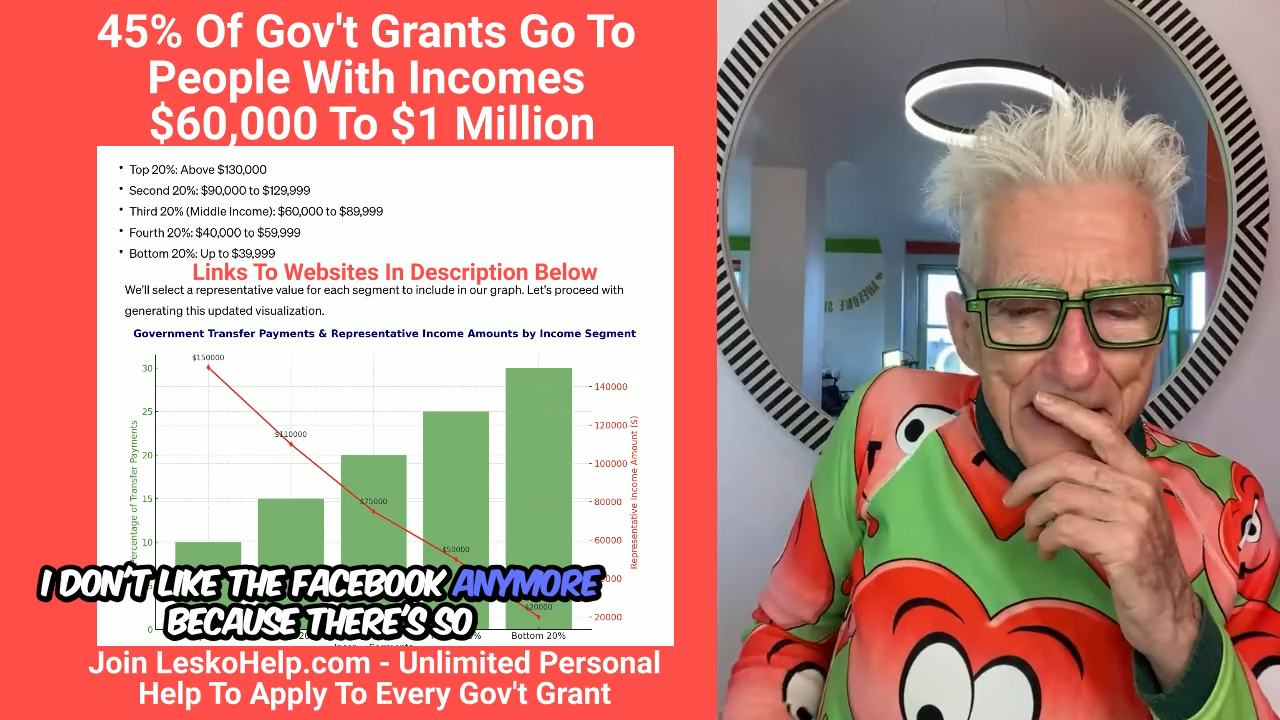 45% Of Gov't Grants Go To
People With Incomes
$60,000 To $1 Million
• Top 20%: Above $130,000
• Second 20%: $90,000 to $129,999
• Third 20% (Middle Income): $60,000 to $89,999
• Fourth 20%: $40,000 to $59,999
• Bottom 20%: Up to $39,999
Links To Websites In Description Below
We'll select a representative value for each segment to include in our graph. Let's proceed with
generating this updated visualization.
Government Transfer Payments & Representative Income Amounts by Income Segment
$150000
30
140000
$110000
25
120000
20
100000
$75000
15
80000
$50000
10
60000
$20000
20000
0
Percentage of Transfer Payments
Representative Income Amount ($)
Bottom 20%
I DON'T LIKE THE FACEBOOK ANYMORE
BECAUSE THERE'S SO
Join LeskoHelp.com - Unlimited Personal
Help To Apply To Every Gov't Grant
AWESOME